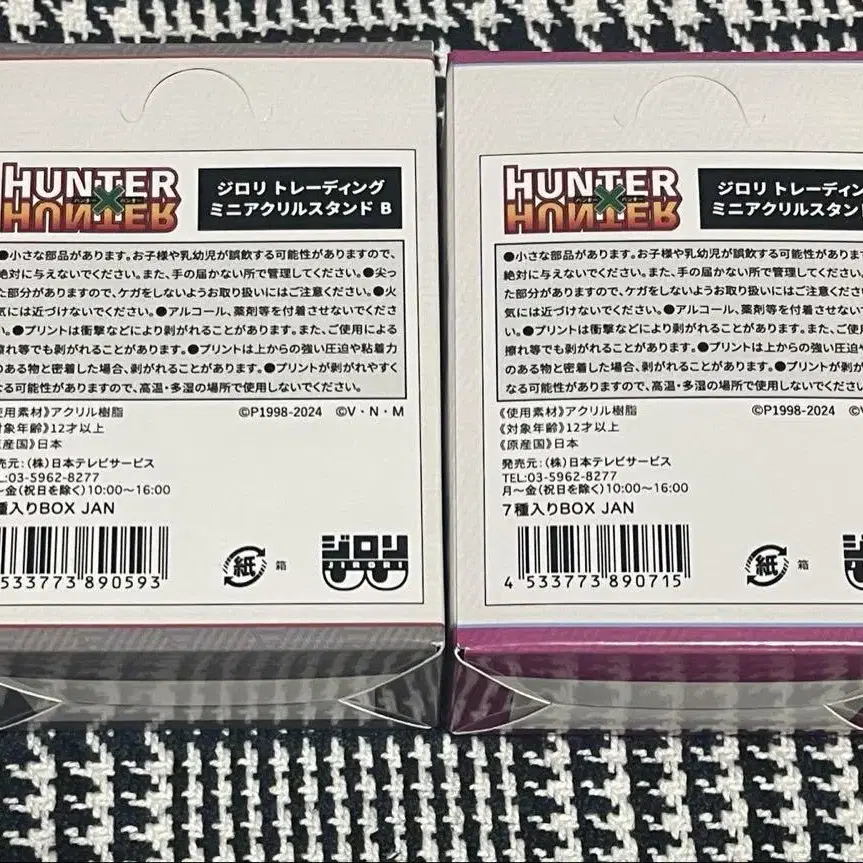 HUNTER
HUNTER
ハンター
ハンター
ジロリ トレーディング
ミニアクリルスタンド B
●小さな部品があります。お子様や乳幼児が誤飲する可能性がありますので、
絶対に与えないでください。また、手の届かない所で管理してください。●尖っ
た部分がありますので、ケガをしないようお取り扱いにはご注意ください。●火
気には近づけないでください。●アルコール、薬剤等を付着させないでくださ
い。●プリントは衝撃などにより剥がれることがあります。また、ご使用による
擦れ等でも剥がれることがあります。●プリントは上からの強い圧迫や粘着力
のある物と密着した場合、剥がれることがあります。●プリントが剥がれやすく
なる可能性がありますので、高温・多湿の場所で使用しないでください。
使用素材》アクリル樹脂
©P1998-2024 ©V・N・M
対象年齢》12才以上
原産国》日本
発売元：(株)日本テレビサービス
L:03-5962-8277
～金(祝日を除く)10:00～16:00
種入りBOX JAN
533773 890593
紙
箱
ジロリ
JIRORI
HUNTER
HUNTER
ハンター
ハンター
ジロリ トレーディン
ミニアクリルスタン
●小さな部品があります。お子様や乳幼児が誤飲する可能性があります
絶対に与えないでください。また、手の届かない所で管理してください。
た部分がありますので、ケガをしないようお取り扱いにはご注意ください
気には近づけないでください。●アルコール、薬剤等を付着させないで
い。●プリントは衝撃などにより剥がれることがあります。また、ご使
擦れ等でも剥がれることがあります。●プリントは上からの強い圧迫
のある物と密着した場合、剥がれることがあります。●プリントが剥が
なる可能性がありますので、高温・多湿の場所で使用しないでくださ
《使用素材》アクリル樹脂
©P1998-2024
《対象年齢》12才以上
《原産国》日本
発売元：(株)日本テレビサービス
TEL:03-5962-8277
月～金(祝日を除く)10:00～16:00
7種入りBOX JAN
4 533773 890715
紙
箱